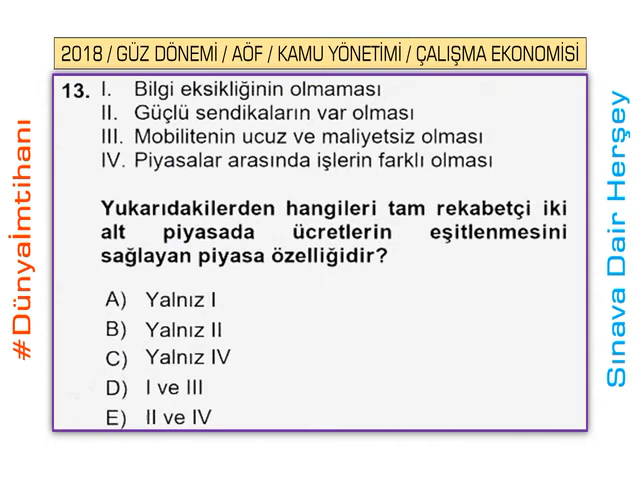 2018 / GÜZ DÖNEMİ / AÖF / KAMU YÖNETİMİ / ÇALIŞMA EKONOMİSİ
#Dünyaİmtihanı
13. I. Bilgi eksikliğinin olmaması
II. Güçlü sendikaların var olması
III. Mobilitenin ucuz ve maliyetsiz olması
IV. Piyasalar arasında işlerin farklı olması
Yukarıdakilerden hangileri tam rekabetçi iki
alt piyasada ücretlerin eşitlenmesini
sağlayan piyasa özelliğidir?
A) Yalnız I
B) Yalnız II
C) Yalnız IV
D) I ve III
E) II ve IV
Sınava Dair Herşey